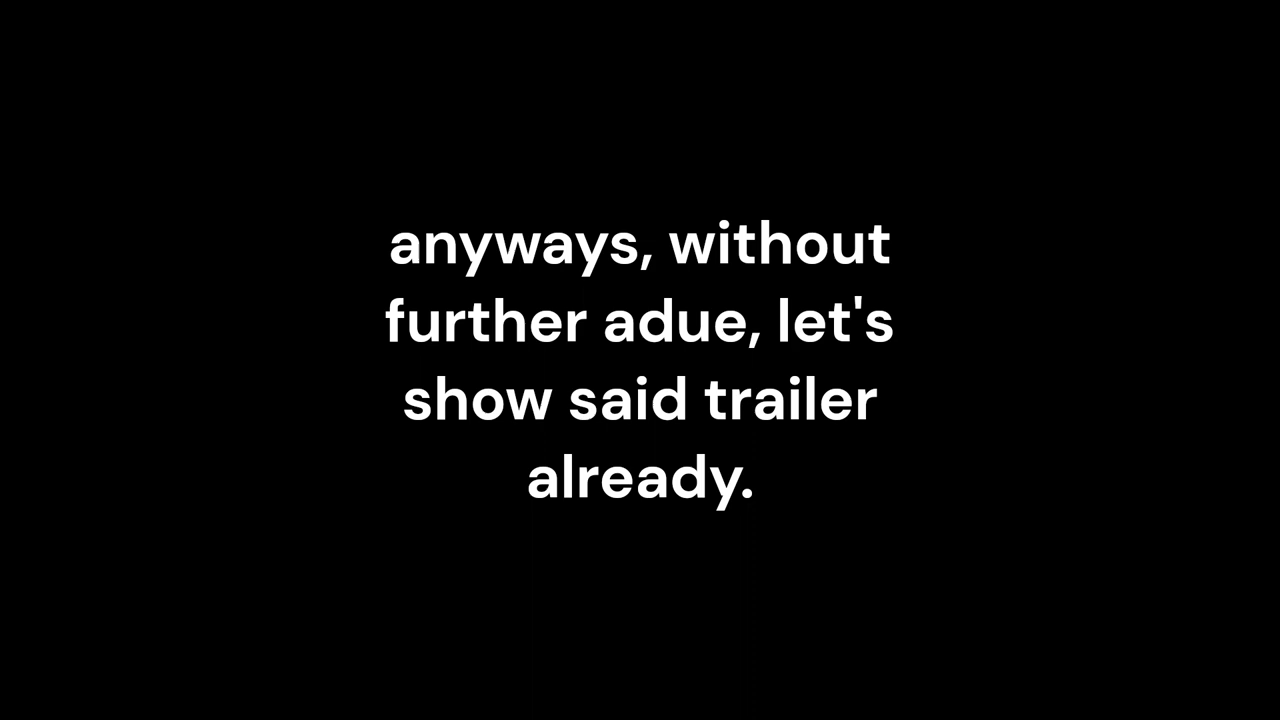 anyways, without
further adue, let's
show said trailer
already.